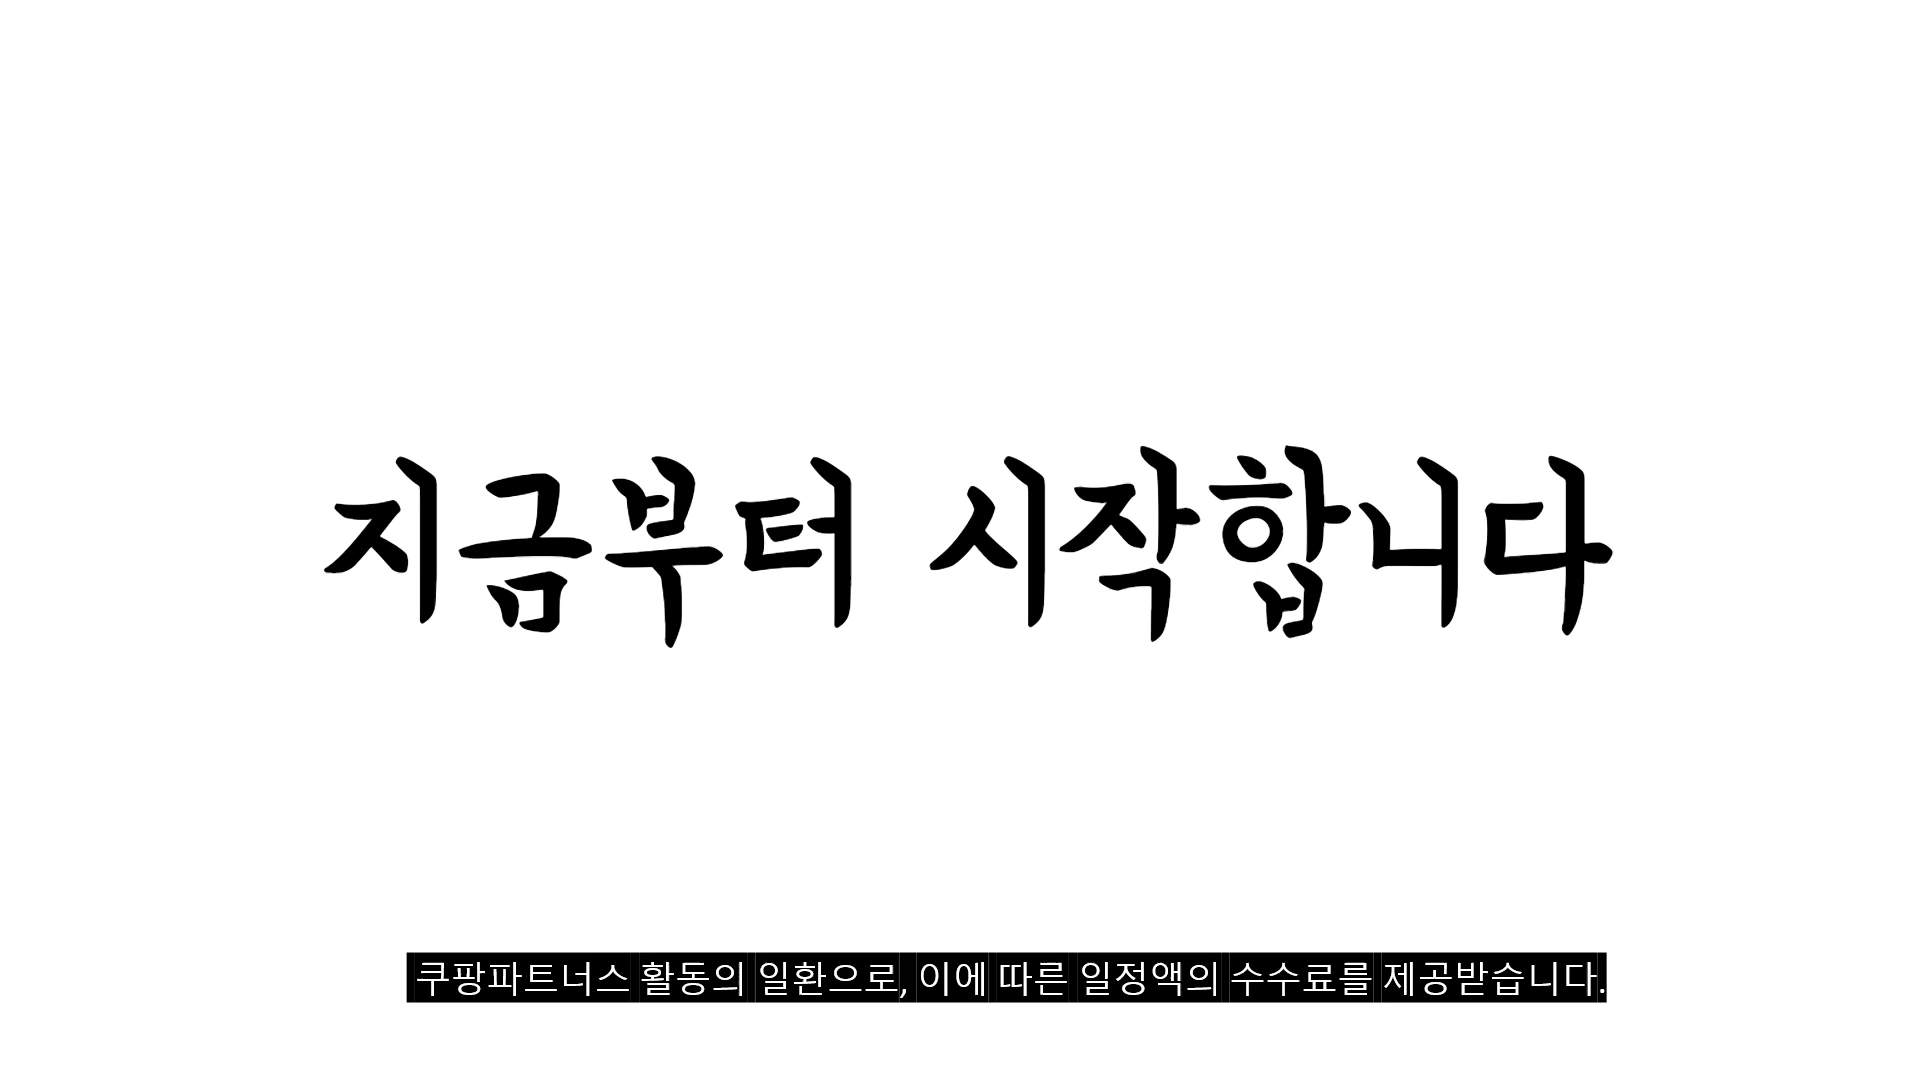 지금부터 시작합니다
쿠팡파트너스 활동의 일환으로, 이에 따른 일정액의 수수료를 제공받습니다.